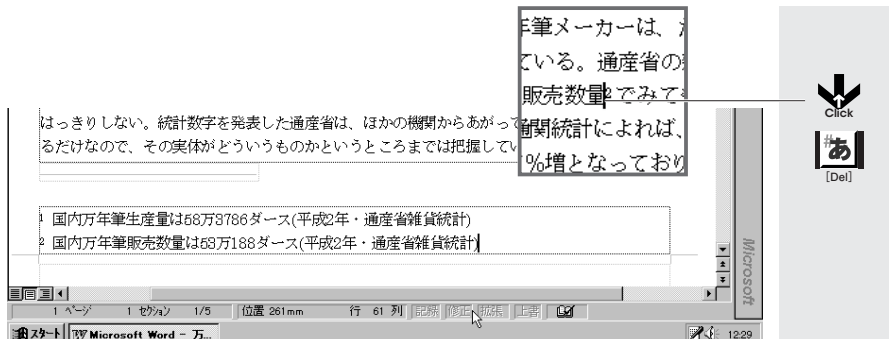 年筆メーカーは、
ている。通産省の
販売数量2でみて
通関統計によれば、
%増となっており
Click
#あ
[Del]
はっきりしない。統計数字を発表した通産省は、ほかの機関からあがって
るだけなので、その実体がどういうものかというところまでは把握してい
1 国内万年筆生産量は58万3786ダース(平成2年・通産省雑貨統計)
2 国内万年筆販売数量は53万188ダース(平成2年・通産省雑貨統計)
Microsoft
1 ページ 1 セクション 1/5 位置 261mm 行 61 列 記録 修正 拡張 上書
スタート Microsoft Word - 万... 12:29